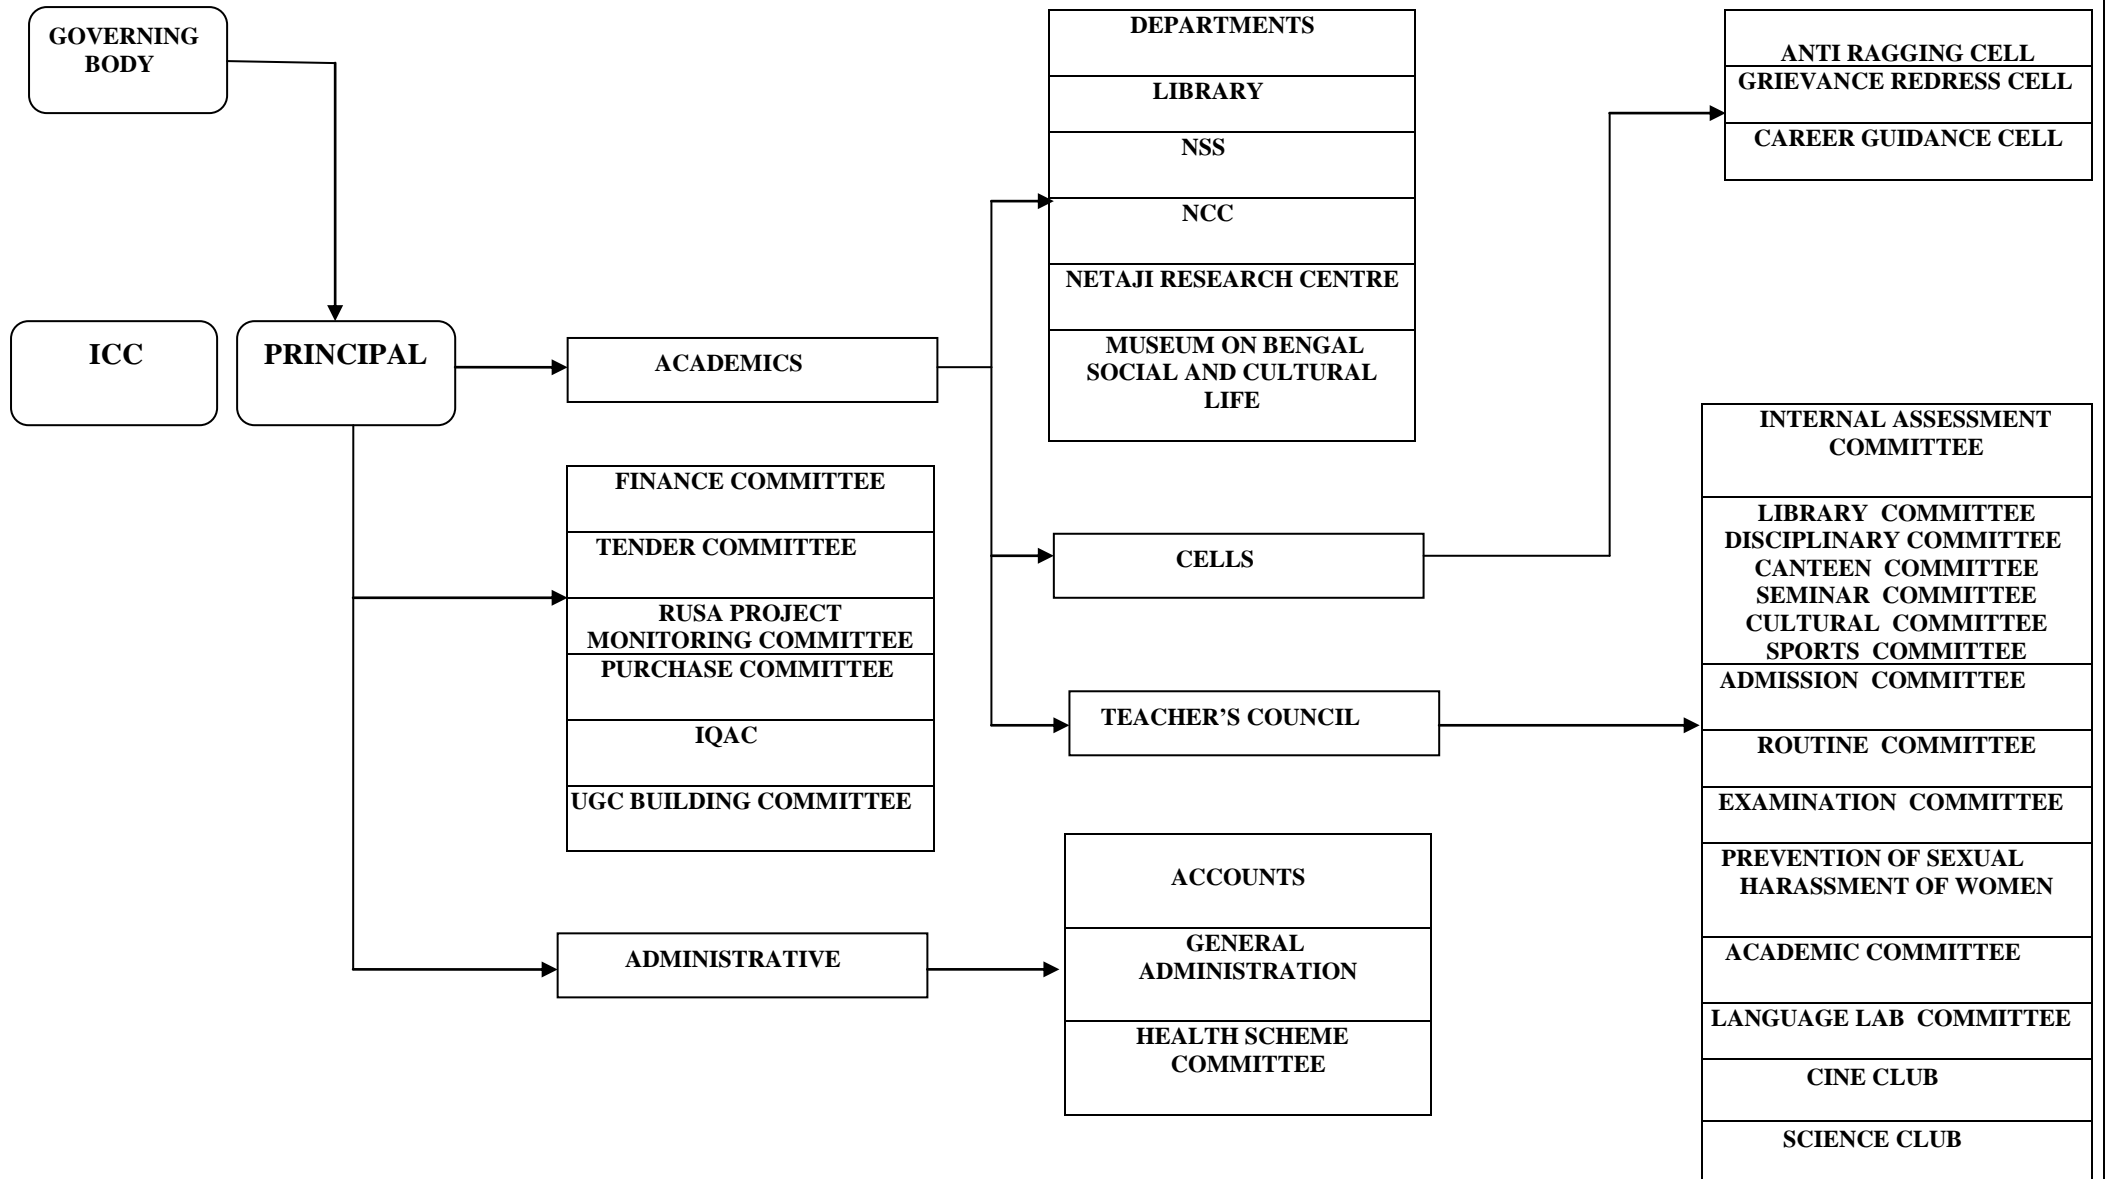 GOVERNING
BODY
ICC
PRINCIPAL
ACADEMICS
FINANCE COMMITTEE
TENDER COMMITTEE
RUSA PROJECT
MONITORING COMMITTEE
PURCHASE COMMITTEE
IQAC
UGC BUILDING COMMITTEE
ADMINISTRATIVE
DEPARTMENTS
LIBRARY
NSS
NCC
NETAJI RESEARCH CENTRE
MUSEUM ON BENGAL
SOCIAL AND CULTURAL
LIFE
CELLS
TEACHER’S COUNCIL
ACCOUNTS
GENERAL
ADMINISTRATION
HEALTH SCHEME
COMMITTEE
ANTI RAGGING CELL
GRIEVANCE REDRESS CELL
CAREER GUIDANCE CELL
INTERNAL ASSESSMENT
COMMITTEE
LIBRARY COMMITTEE
DISCIPLINARY COMMITTEE
CANTEEN COMMITTEE
SEMINAR COMMITTEE
CULTURAL COMMITTEE
SPORTS COMMITTEE
ADMISSION COMMITTEE
ROUTINE COMMITTEE
EXAMINATION COMMITTEE
PREVENTION OF SEXUAL
HARASSMENT OF WOMEN
ACADEMIC COMMITTEE
LANGUAGE LAB COMMITTEE
CINE CLUB
SCIENCE CLUB